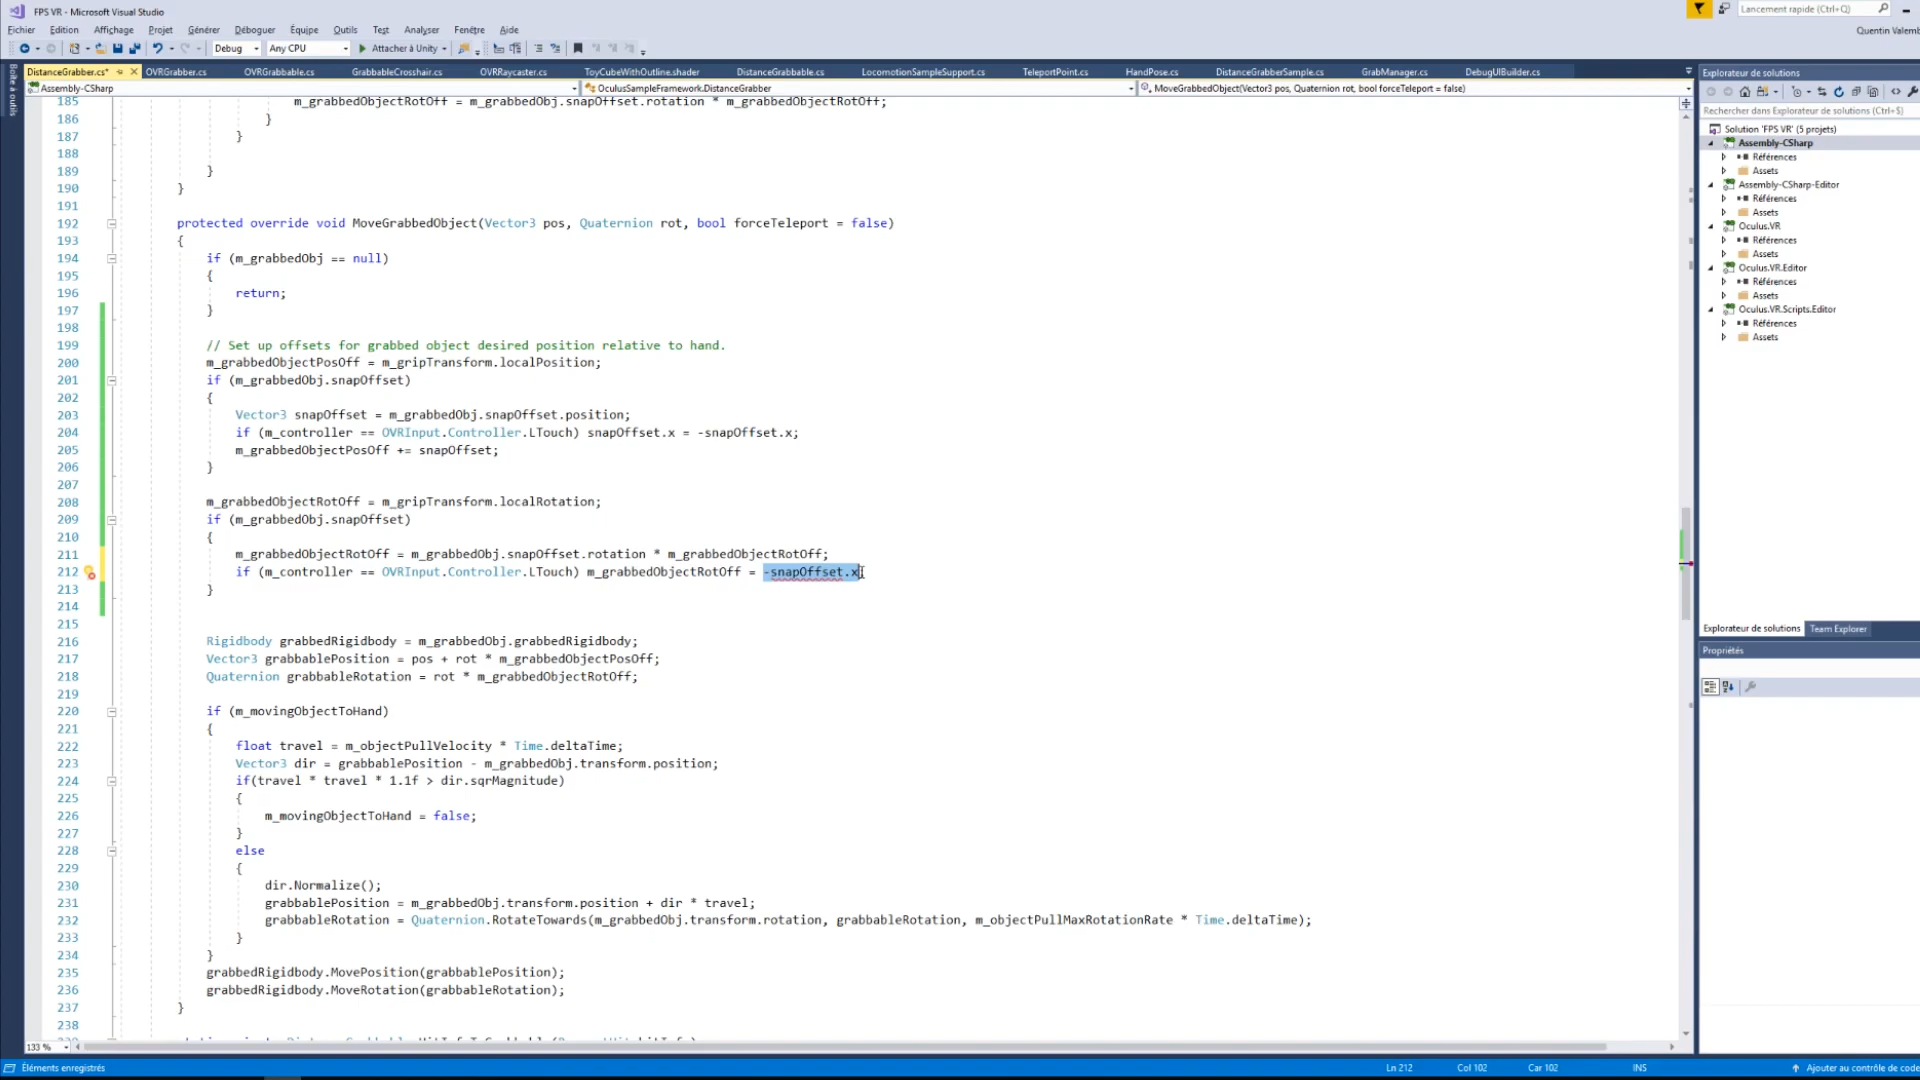 FPS VR - Microsoft Visual Studio
Lancement rapide (Ctrl+Q)
Fichier Edition Affichage Projet Générer Déboguer Équipe Outils Test Analyser Fenêtre Aide
Quentin Valemb
Debug Any CPU Attacher à Unity
DistanceGrabber.cs* OVRGrabber.cs OVRGrabbable.cs GrabbableCrosshair.cs OVRRaycaster.cs ToyCubeWithOutline.shader DistanceGrabbable.cs LocomotionSampleSupport.cs TeleportPoint.cs HandPose.cs DistanceGrabberSample.cs GrabManager.cs DebugUIBuilder.cs
Assembly-CSharp OculusSampleFramework.DistanceGrabber MoveGrabbedObject(Vector3 pos, Quaternion rot, bool forceTeleport = false)
Boîte à outils
185 m_grabbedObjectRotOff = m_grabbedObj.snapOffset.rotation * m_grabbedObjectRotOff;
186 }
187 }
188
189 }
190 }
191
192 protected override void MoveGrabbedObject(Vector3 pos, Quaternion rot, bool forceTeleport = false)
193 {
194 if (m_grabbedObj == null)
195 {
196 return;
197 }
198
199 // Set up offsets for grabbed object desired position relative to hand.
200 m_grabbedObjectPosOff = m_gripTransform.localPosition;
201 if (m_grabbedObj.snapOffset)
202 {
203 Vector3 snapOffset = m_grabbedObj.snapOffset.position;
204 if (m_controller == OVRInput.Controller.LTouch) snapOffset.x = -snapOffset.x;
205 m_grabbedObjectPosOff += snapOffset;
206 }
207
208 m_grabbedObjectRotOff = m_gripTransform.localRotation;
209 if (m_grabbedObj.snapOffset)
210 {
211 m_grabbedObjectRotOff = m_grabbedObj.snapOffset.rotation * m_grabbedObjectRotOff;
212 if (m_controller == OVRInput.Controller.LTouch) m_grabbedObjectRotOff = -snapOffset.x
213 }
214
215
216 Rigidbody grabbedRigidbody = m_grabbedObj.grabbedRigidbody;
217 Vector3 grabbablePosition = pos + rot * m_grabbedObjectPosOff;
218 Quaternion grabbableRotation = rot * m_grabbedObjectRotOff;
219
220 if (m_movingObjectToHand)
221 {
222 float travel = m_objectPullVelocity * Time.deltaTime;
223 Vector3 dir = grabbablePosition - m_grabbedObj.transform.position;
224 if(travel * travel * 1.1f > dir.sqrMagnitude)
225 {
226 m_movingObjectToHand = false;
227 }
228 else
229 {
230 dir.Normalize();
231 grabbablePosition = m_grabbedObj.transform.position + dir * travel;
232 grabbableRotation = Quaternion.RotateTowards(m_grabbedObj.transform.rotation, grabbableRotation, m_objectPullMaxRotationRate * Time.deltaTime);
233 }
234 }
235 grabbedRigidbody.MovePosition(grabbablePosition);
236 grabbedRigidbody.MoveRotation(grabbableRotation);
237 }
238
133 %
Explorateur de solutions
Rechercher dans Explorateur de solutions (Ctrl+$)
Solution 'FPS VR' (5 projets)
Assembly-CSharp
Références
Assets
Assembly-CSharp-Editor
Références
Assets
Oculus.VR
Références
Assets
Oculus.VR.Editor
Références
Assets
Oculus.VR.Scripts.Editor
Références
Assets
Explorateur de solutions Team Explorer
Propriétés
Éléments enregistrés Ln 212 Col 102 Car 102 INS Ajouter au contrôle de code